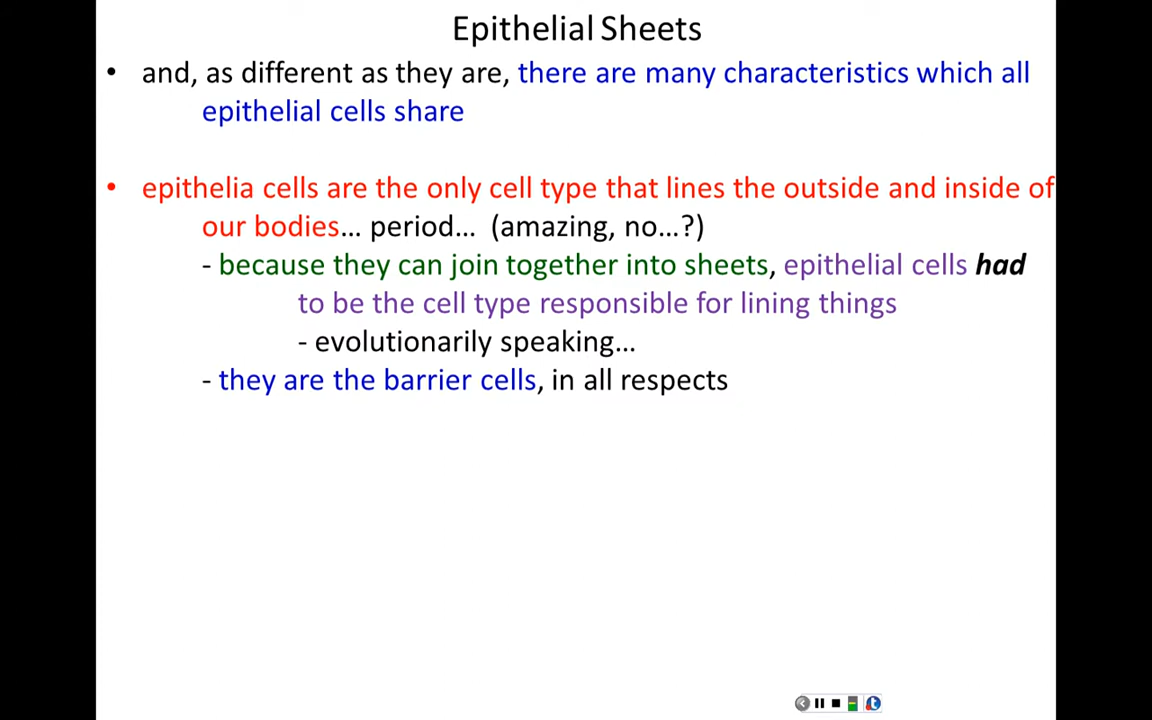 Epithelial Sheets
• and, as different as they are, there are many characteristics which all
epithelial cells share
• epithelia cells are the only cell type that lines the outside and inside of
our bodies… period… (amazing, no…?)
- because they can join together into sheets, epithelial cells had
to be the cell type responsible for lining things
- evolutionarily speaking…
- they are the barrier cells, in all respects